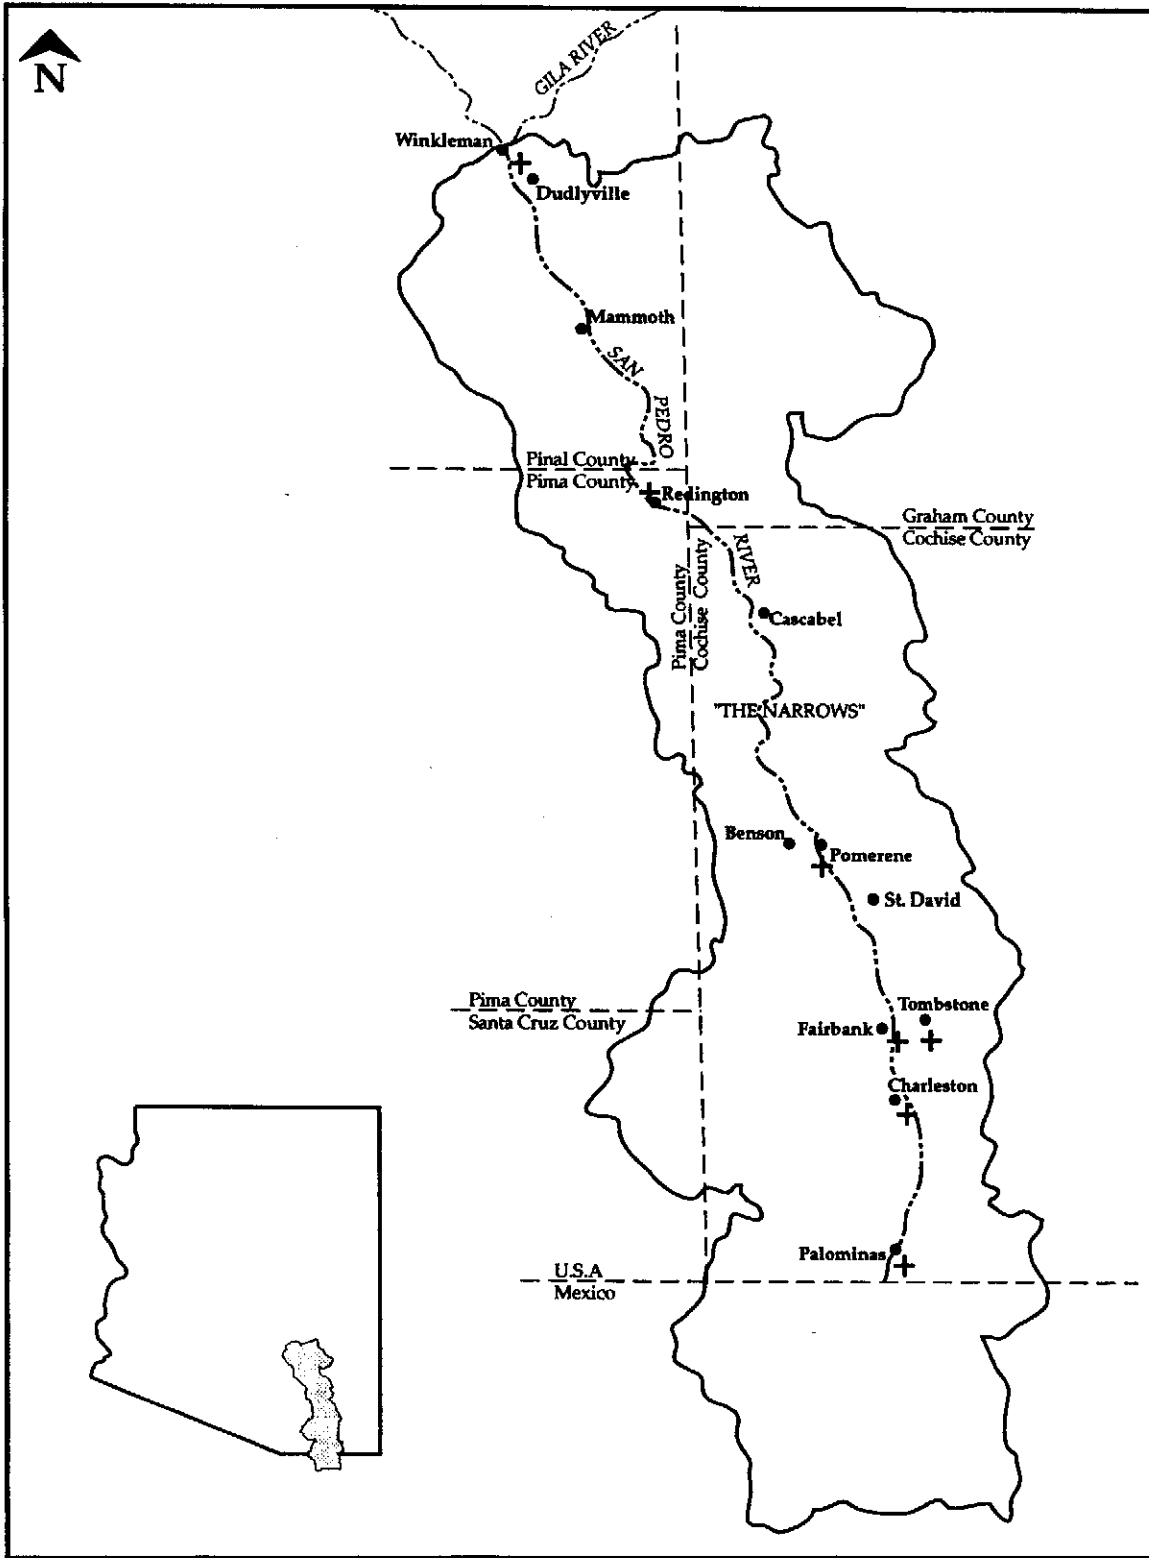 GILA RIVER
N
Winkleman
Dudlyville
Mammoth
SAN
PEDRO
Pinal County
Pima County
Redington
Graham County
Cochise County
RIVER
Pima County
Cochise County
Cascabel
"THE NARROWS"
Benson
Pomerene
St. David
Pima County
Santa Cruz County
Tombstone
Fairbank
Charleston
Palominas
U.S.A
Mexico